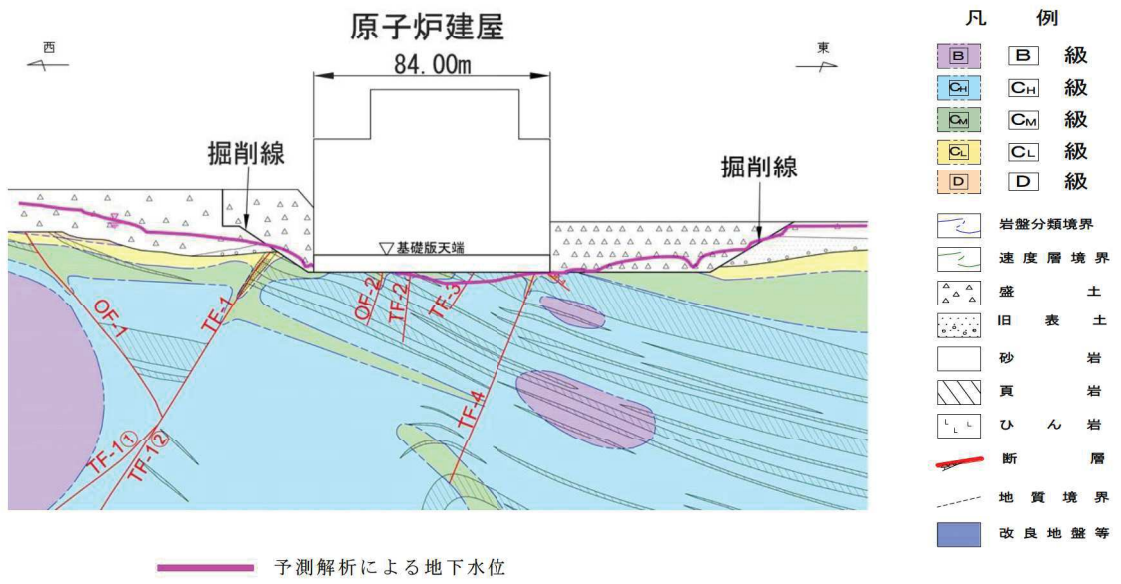 原子炉建屋
84.00m
西
東
掘削線
掘削線
▽基礎版天端
OF-1
TF-1
OF-2
TF-2
TF-3
TF-4
TF-1①
TF-1②
予測解析による地下水位
凡 例
B B 級
CH CH 級
CM CM 級
CL CL 級
D D 級
岩盤分類境界
速度層境界
盛土
旧表土
砂岩
頁岩
ひん岩
断層
地質境界
改良地盤等